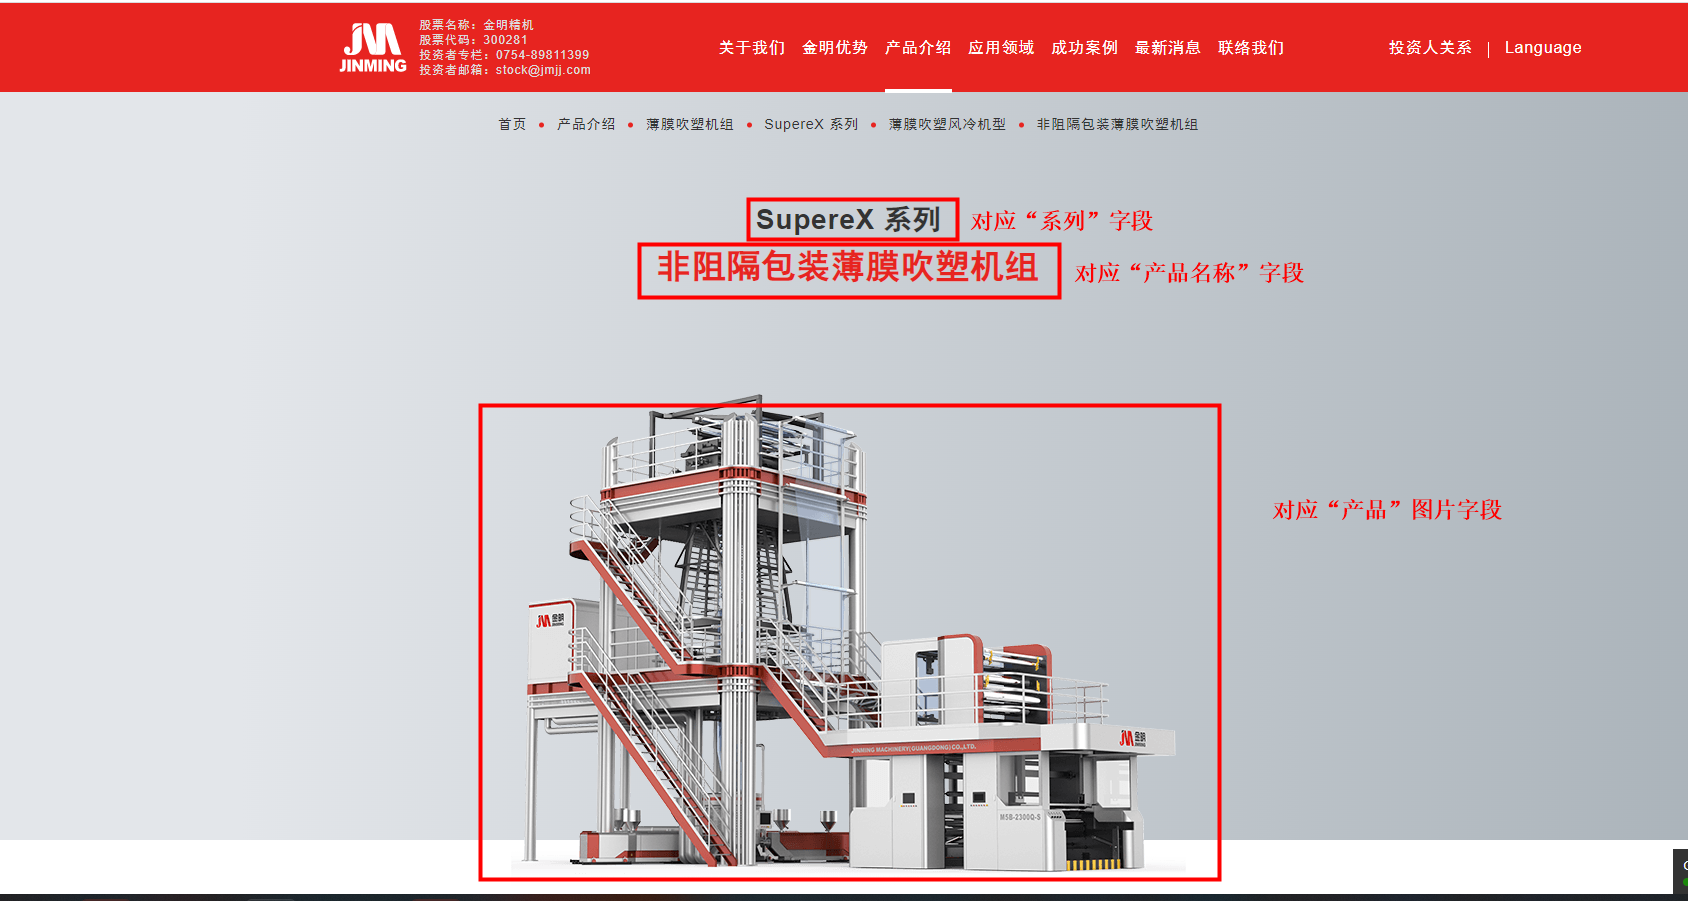 JINMING
股票名称：金明精机
股票代码：300281
投资者专栏：0754-89811399
投资者邮箱：stock@jmjj.com
关于我们 金明优势 产品介绍 应用领域 成功案例 最新消息 联络我们
投资人关系 | Language
首页 • 产品介绍 • 薄膜吹塑机组 • SupereX 系列 • 薄膜吹塑风冷机型 • 非阻隔包装薄膜吹塑机组
SupereX 系列 对应“系列”字段
非阻隔包装薄膜吹塑机组 对应“产品名称”字段
对应“产品”图片字段
金明
JINMING MACHINERY(GUANGDONG)CO.,LTD.
金明
JINMING
M5B-2300Q-S